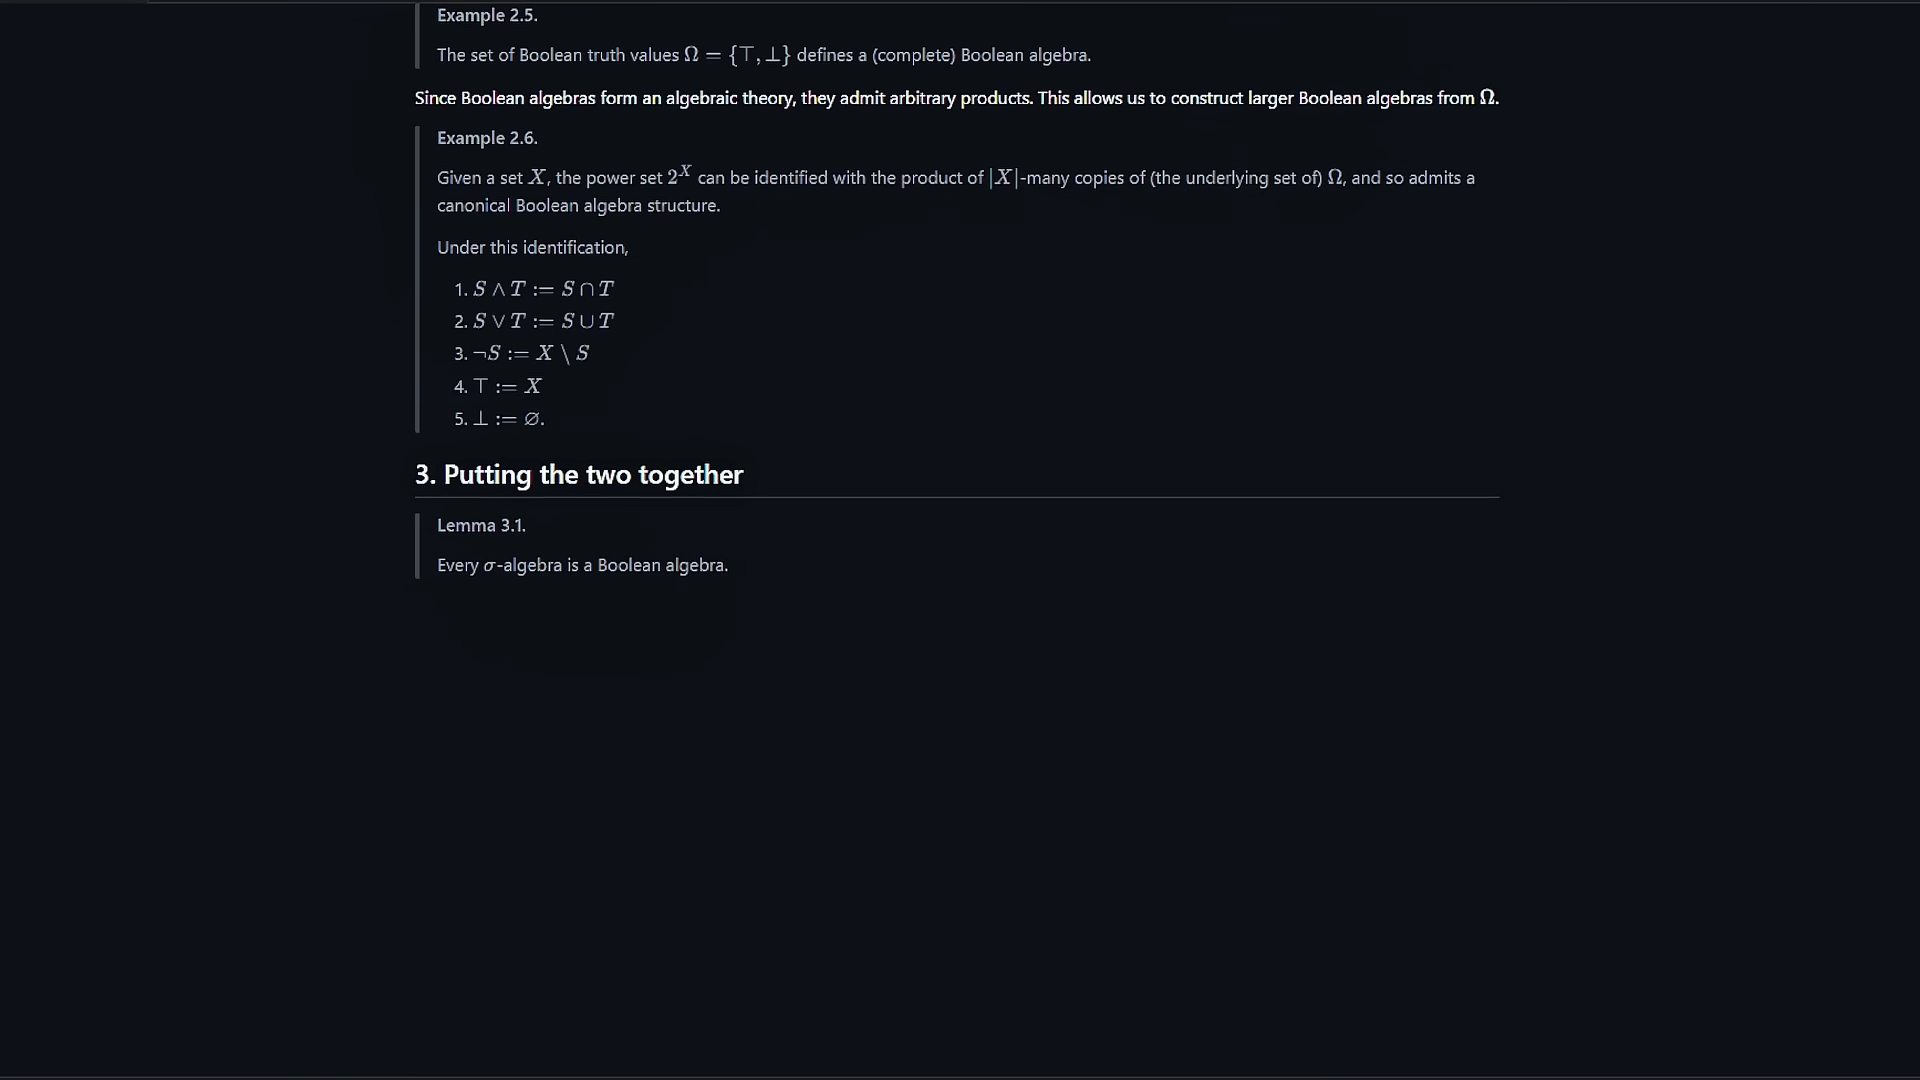 Example 2.5.
The set of Boolean truth values Ω = {⊤, ⊥} defines a (complete) Boolean algebra.
Since Boolean algebras form an algebraic theory, they admit arbitrary products. This allows us to construct larger Boolean algebras from Ω.
Example 2.6.
Given a set X, the power set 2^X can be identified with the product of |X|-many copies of (the underlying set of) Ω, and so admits a
canonical Boolean algebra structure.
Under this identification,
1. S ∧ T := S ∩ T
2. S ∨ T := S ∪ T
3. ¬S := X \ S
4. ⊤ := X
5. ⊥ := ∅.
3. Putting the two together
Lemma 3.1.
Every σ-algebra is a Boolean algebra.